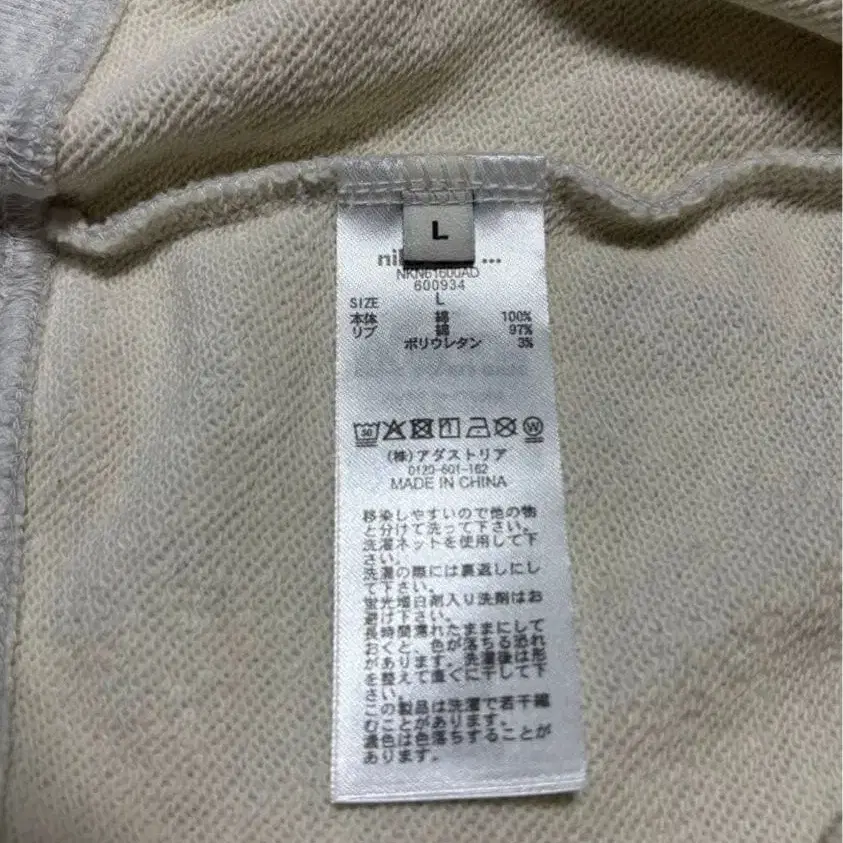 L
NKN61600AD
600934
SIZE L
本体 綿 100%
リブ 綿 97%
ポリウレタン 3%
30
(株)アダストリア
0120-601-162
MADE IN CHINA
移染しやすいので他の物
と分けて洗って下さい。
洗濯ネットを使用して下
さい。
洗濯の際には裏返しにし
て下さい。
蛍光増白剤入り洗剤はお
避け下さい。
長時間濡れたままにして
おくと、色が落ちる恐れ
があります。洗濯後は形
を整えて直ぐに干して下
さい。
この製品は洗濯で若干縮
むことがあります。
濃色は色落ちすることが
あります。